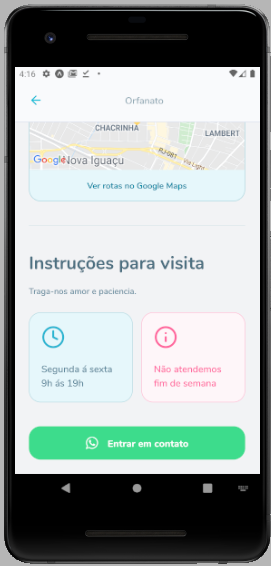 4:16
Orfanato
CHACRINHA
LAMBERT
Google
Nova Iguaçu
Ver rotas no Google Maps
Instruções para visita
Traga-nos amor e paciencia.
Segunda á sexta
9h ás 19h
Não atendemos
fim de semana
Entrar em contato